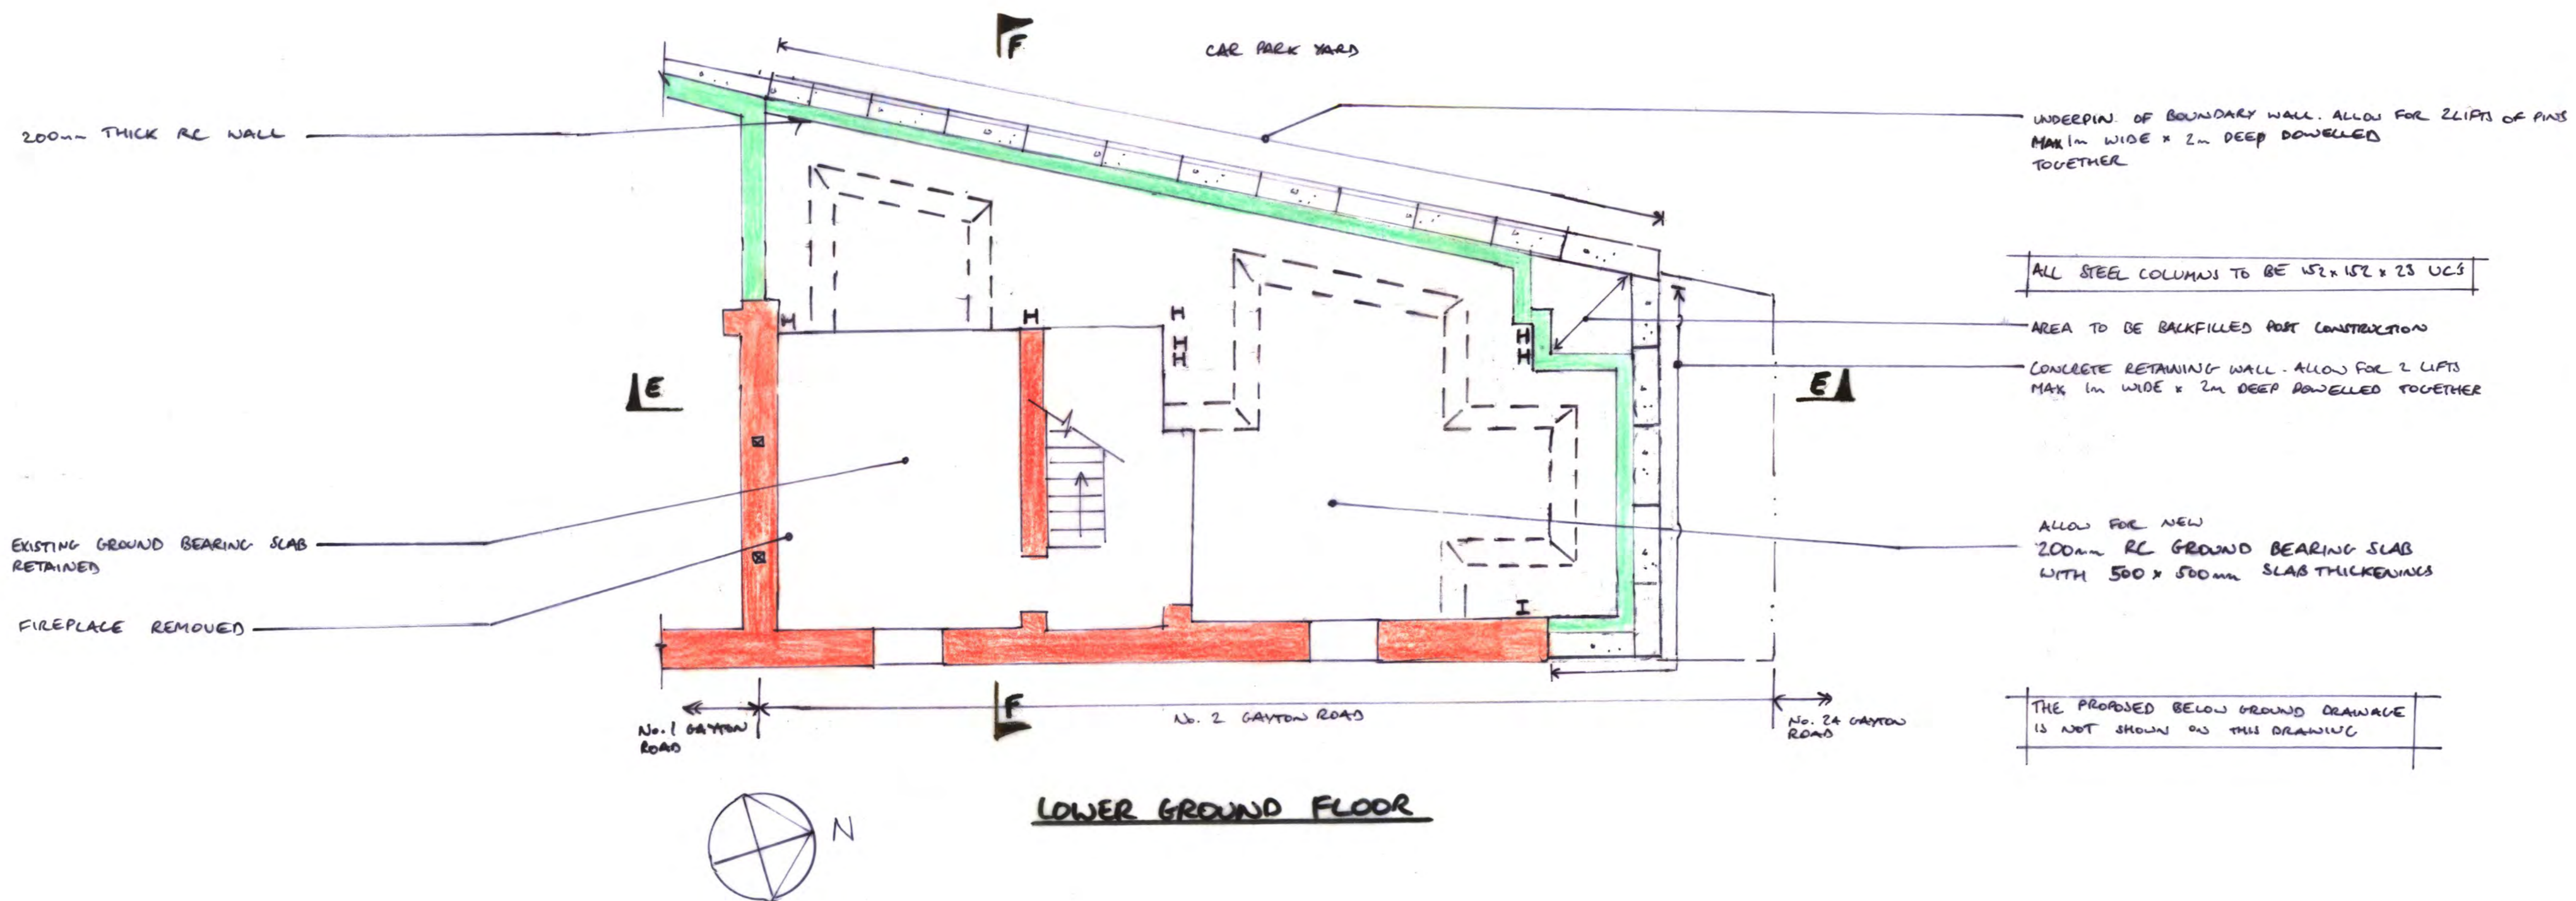 F
CAR PARK YARD
200mm THICK RC WALL
UNDERPIN. OF BOUNDARY WALL. ALLOW FOR 2 LIFTS OF PINS
MAX 1m WIDE x 2m DEEP DOWELLED
TOGETHER
ALL STEEL COLUMNS TO BE 152 x 152 x 23 UC'S
AREA TO BE BACKFILLED POST CONSTRUCTION
CONCRETE RETAINING WALL. ALLOW FOR 2 LIFTS
MAX 1m WIDE x 2m DEEP DOWELLED TOGETHER
E
E
EXISTING GROUND BEARING SLAB
RETAINED
ALLOW FOR NEW
200mm RC GROUND BEARING SLAB
WITH 500 x 500mm SLAB THICKENINGS
FIREPLACE REMOVED
F
No. 1 GAYTON
ROAD
No. 2 GAYTON ROAD
No. 2A GAYTON
ROAD
THE PROPOSED BELOW GROUND DRAINAGE
IS NOT SHOWN ON THIS DRAWING
LOWER GROUND FLOOR
N